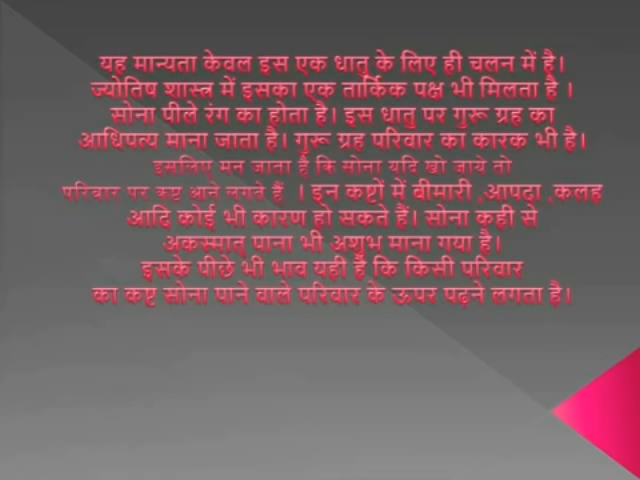 यह मान्यता केवल इस एक धातु के लिए ही चलन में है।
ज्योतिष शास्त्र में इसका एक तार्किक पक्ष भी मिलता है ।
सोना पीले रंग का होता है। इस धातु पर गुरू ग्रह का
आधिपत्य माना जाता है। गुरू ग्रह परिवार का कारक भी है।
इसलिए मन जाता है कि सोना यदि खो जाये तो
परिवार पर कष्ट आने लगते हैं । इन कष्टों में बीमारी ,आपदा ,कलह
आदि कोई भी कारण हो सकते हैं। सोना कही से
अकस्मात् पाना भी अशुभ माना गया है।
इसके पीछे भी भाव यही है कि किसी परिवार
का कष्ट सोना पाने वाले परिवार के ऊपर पढ़ने लगता है।